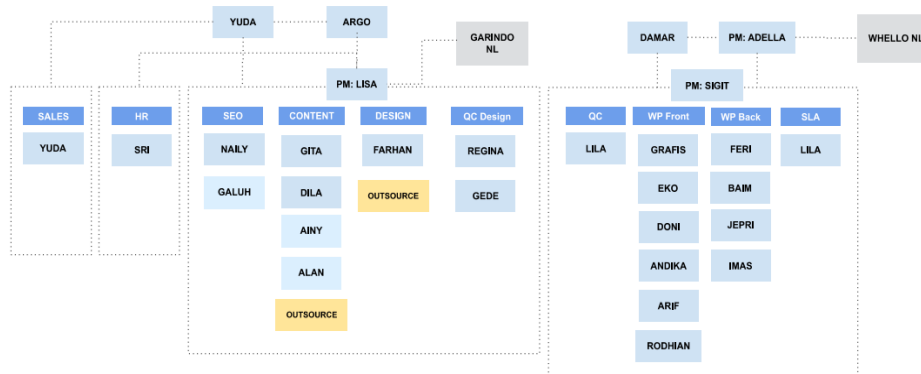 YUDA
ARGO
GARINDO
NL
DAMAR
PM: ADELLA
WHELLO NL
PM: LISA
PM: SIGIT
SALES
HR
SEO
CONTENT
DESIGN
QC Design
QC
WP Front
WP Back
SLA
YUDA
SRI
NAILY
GITA
FARHAN
REGINA
LILA
GRAFIS
FERI
LILA
GALUH
DILA
OUTSOURCE
GEDE
EKO
BAIM
AINY
DONI
JEPRI
ALAN
ANDIKA
IMAS
OUTSOURCE
ARIF
RODHIAN